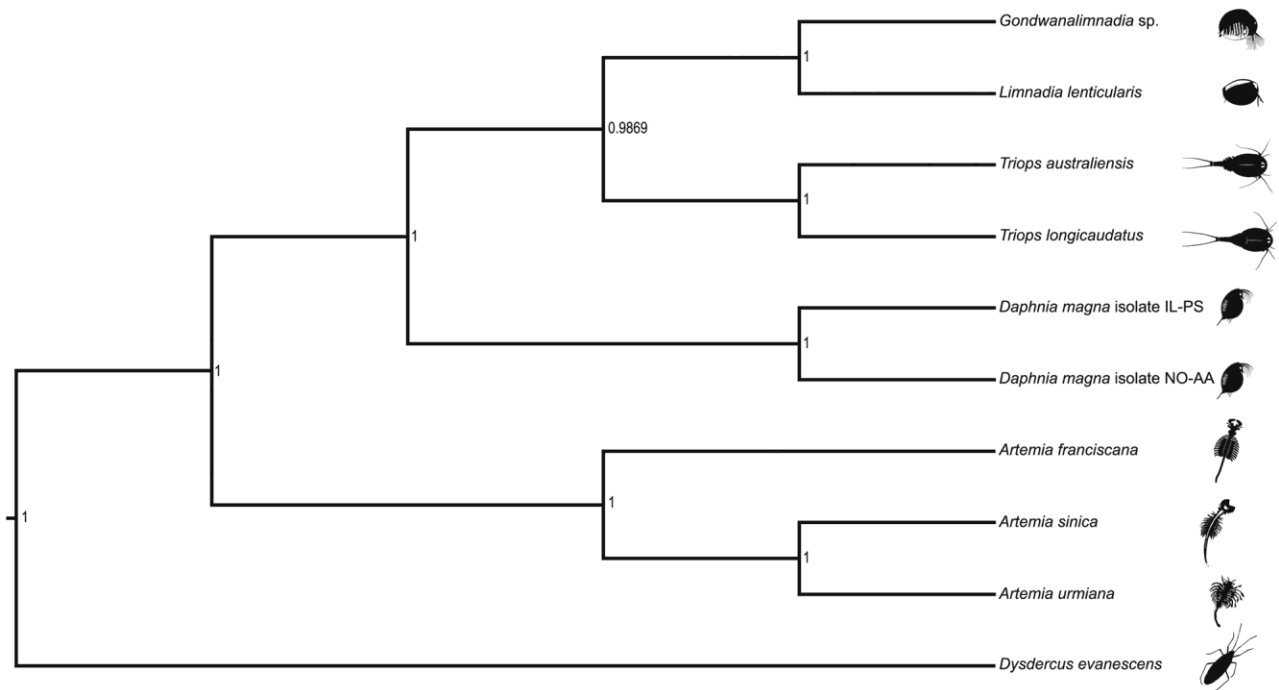 Gondwanalimnadia sp.
1
Limnadia lenticularis
0.9869
Triops australiensis
1
Triops longicaudatus
1
Daphnia magna isolate IL-PS
1
Daphnia magna isolate NO-AA
1
Artemia franciscana
1
Artemia sinica
1
1
Artemia urmiana
Dysdercus evanescens